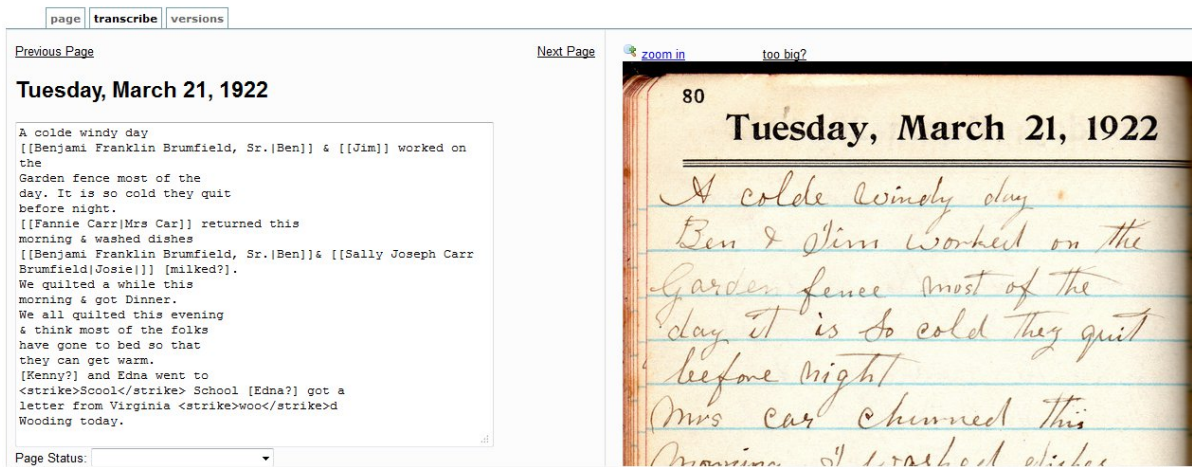 page transcribe versions
Previous Page
Next Page
Tuesday, March 21, 1922
A colde windy day
[[Benjami Franklin Brumfield, Sr.|Ben]] & [[Jim]] worked on
the
Garden fence most of the
day. It is so cold they quit
before night.
[[Fannie Carr|Mrs Car]] returned this
morning & washed dishes
[[Benjami Franklin Brumfield, Sr.|Ben]]& [[Sally Joseph Carr
Brumfield|Josie|]] [milked?].
We quilted a while this
morning & got Dinner.
We all quilted this evening
& think most of the folks
have gone to bed so that
they can get warm.
[Kenny?] and Edna went to
<strike>Scool</strike> School [Edna?] got a
letter from Virginia <strike>woo</strike>d
Wooding today.
Page Status:
zoom in
too big?
80
Tuesday, March 21, 1922
A colde windy day
Ben & Jim worked on the
Garden fence most of the
day it is so cold they quit
before night
Mrs car churned this
morning I washed dishes